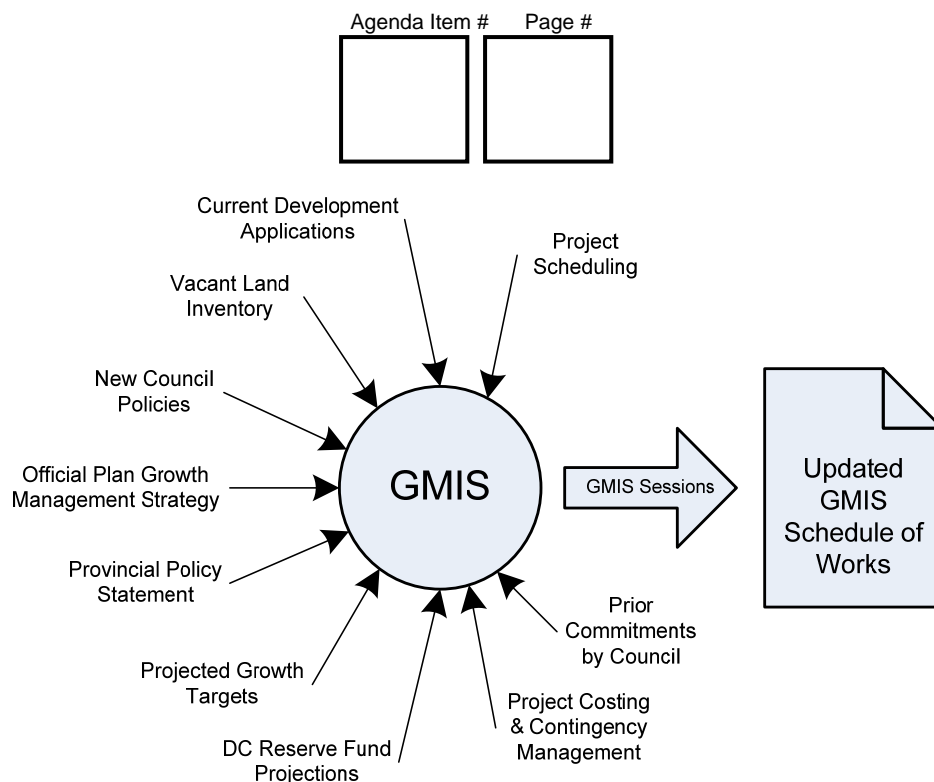 Agenda Item # Page #
Current Development
Applications
Project
Scheduling
Vacant Land
Inventory
New Council
Policies
Official Plan Growth
Management Strategy
Provincial Policy
Statement
Projected Growth
Targets
DC Reserve Fund
Projections
Project Costing
& Contingency
Management
Prior
Commitments
by Council
GMIS
GMIS Sessions
Updated
GMIS
Schedule of
Works